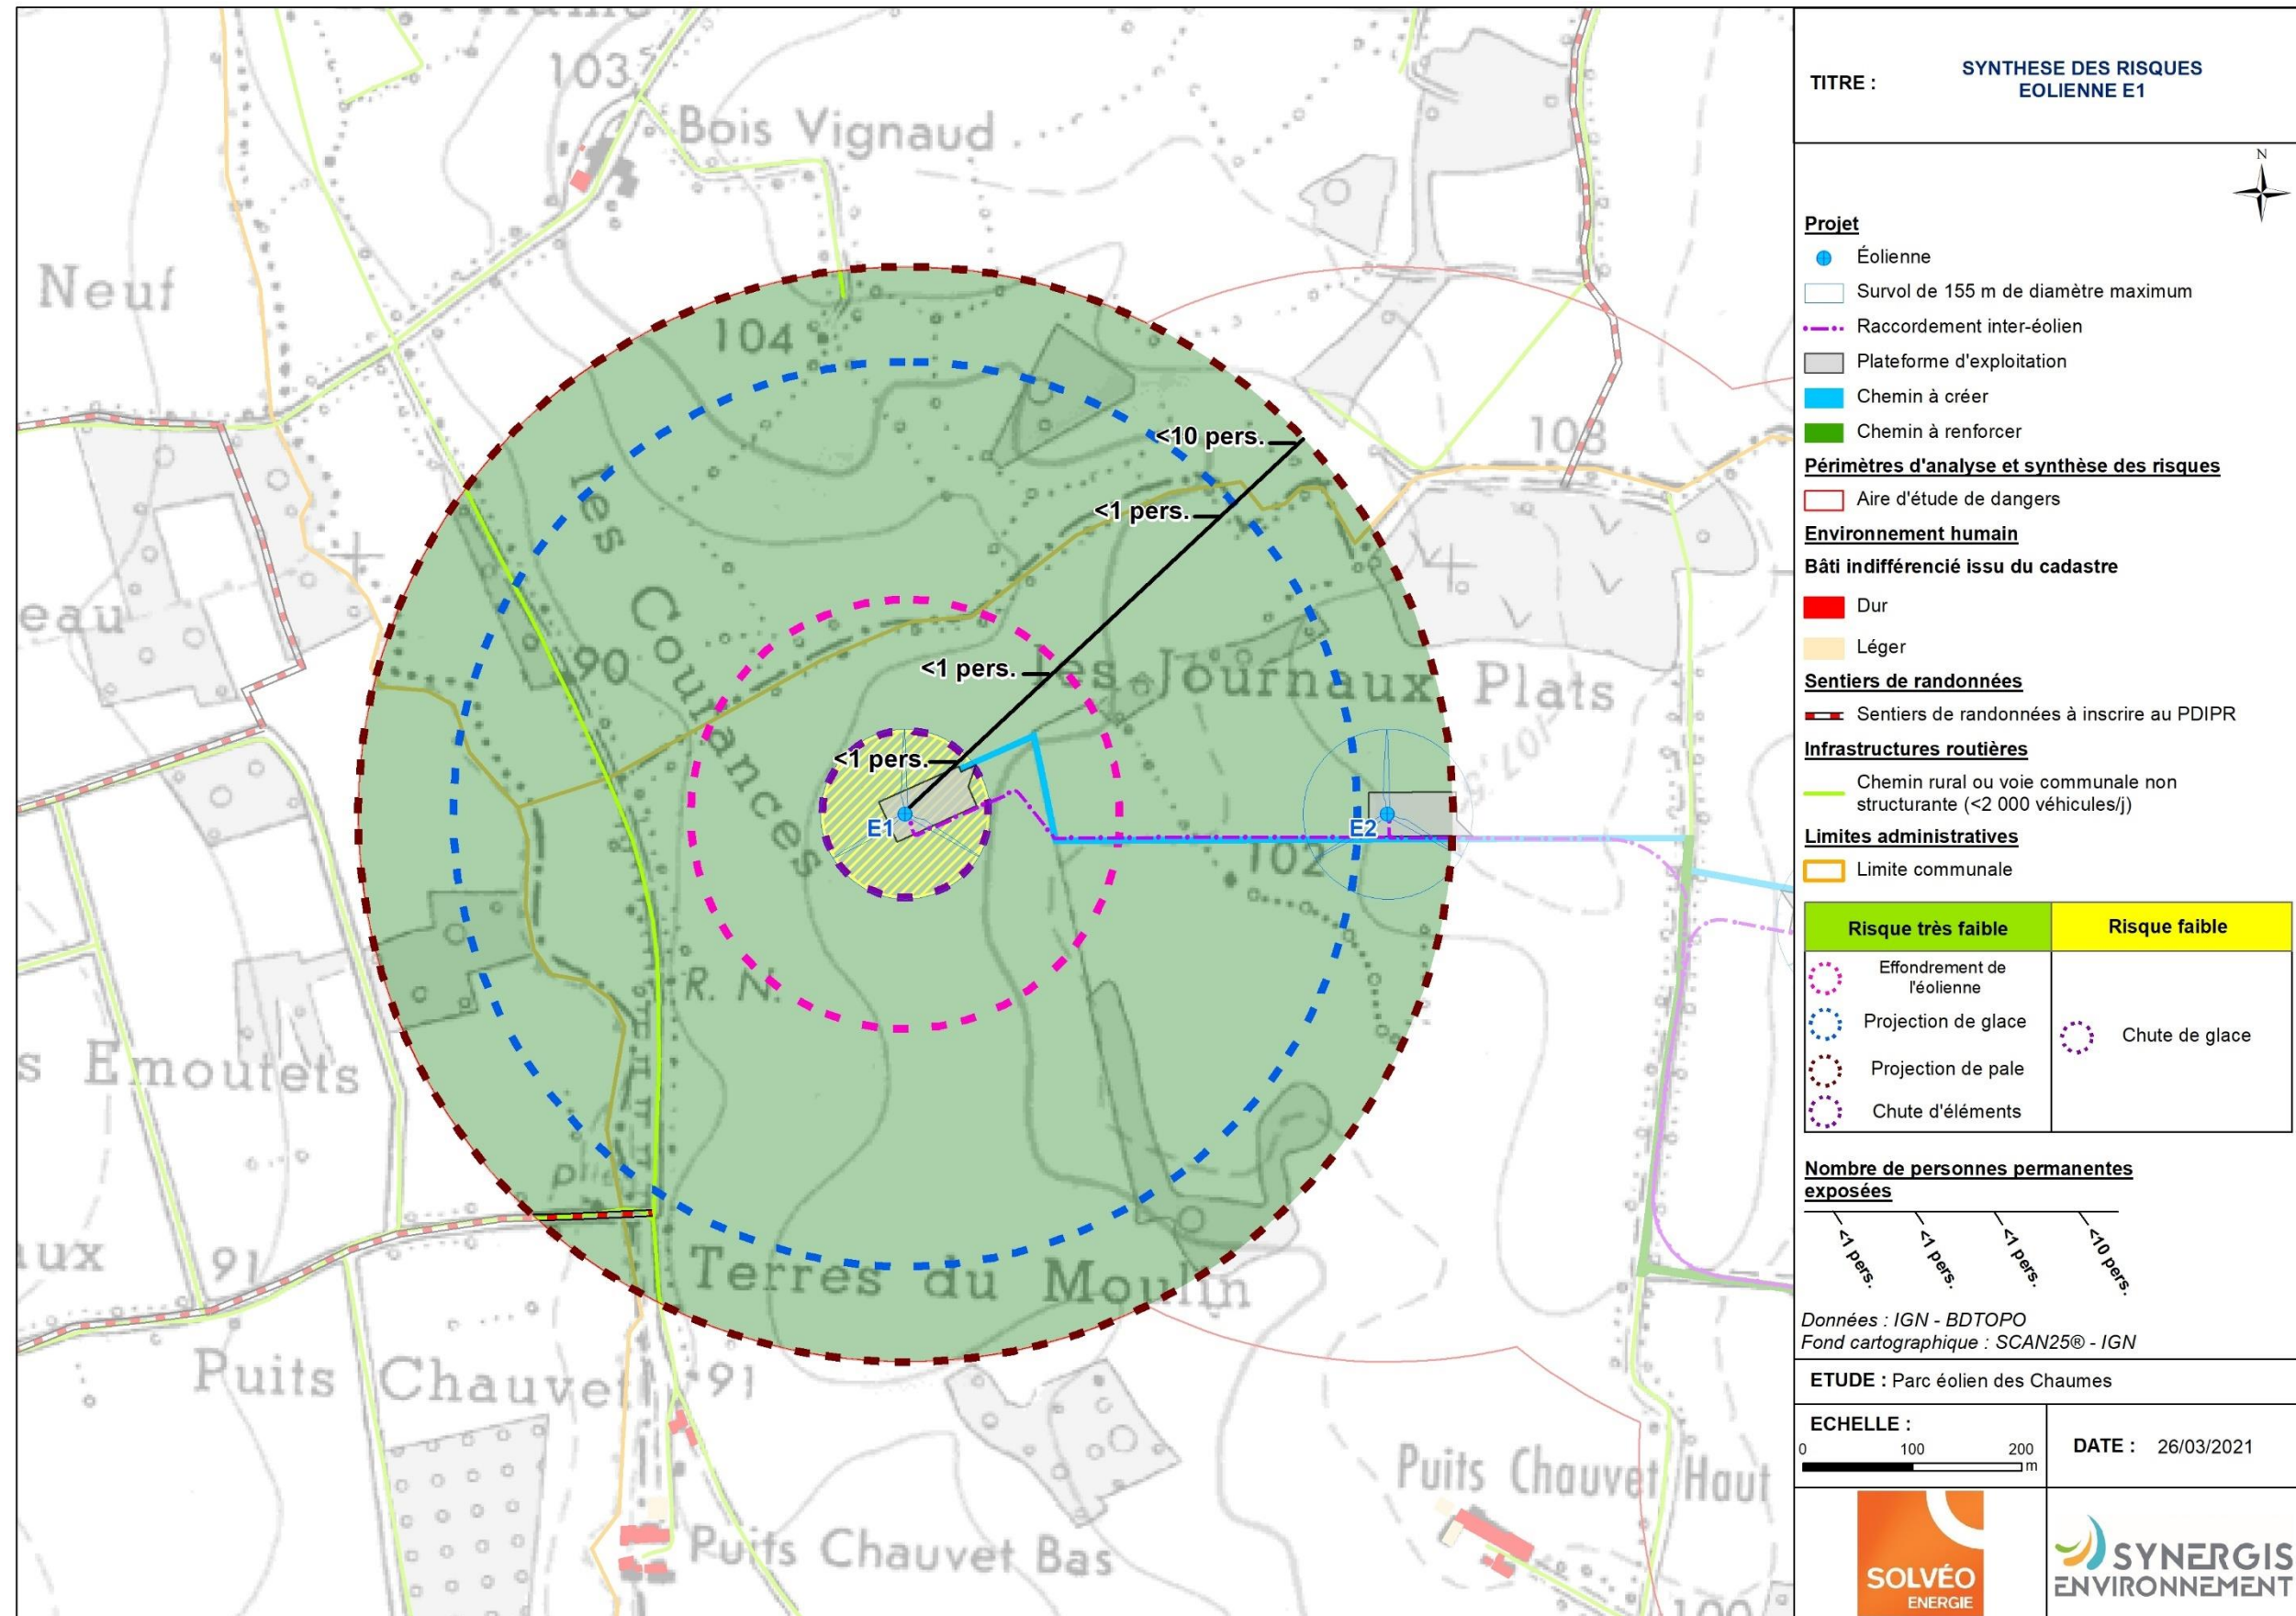 103
Bois Vignaud
Neuf
104
<10 pers.
103
<1 pers.
les Courances
eau
90
<1 pers.
les Journaux Plats
<1 pers.
E1
E2
102
R. N.
s Emoutets
aux
91
Terres du Moulin
Puits Chauvet
91
Puits Chauvet Haut
Puits Chauvet Bas
100
TITRE :
SYNTHESE DES RISQUES
EOLIENNE E1
N
Projet
Éolienne
Survol de 155 m de diamètre maximum
Raccordement inter-éolien
Plateforme d'exploitation
Chemin à créer
Chemin à renforcer
Périmètres d'analyse et synthèse des risques
Aire d'étude de dangers
Environnement humain
Bâti indifférencié issu du cadastre
Dur
Léger
Sentiers de randonnées
Sentiers de randonnées à inscrire au PDIPR
Infrastructures routières
Chemin rural ou voie communale non
structurante (<2 000 véhicules/j)
Limites administratives
Limite communale
Risque très faible
Risque faible
Effondrement de
l'éolienne
Projection de glace
Projection de pale
Chute d'éléments
Chute de glace
Nombre de personnes permanentes
exposées
<1 pers.
<1 pers.
<1 pers.
<10 pers.
Données : IGN - BDTOPO
Fond cartographique : SCAN25® - IGN
ETUDE : Parc éolien des Chaumes
ECHELLE :
0 100 200
m
DATE : 26/03/2021
SOLVÉO
ENERGIE
SYNERGIS
ENVIRONNEMENT